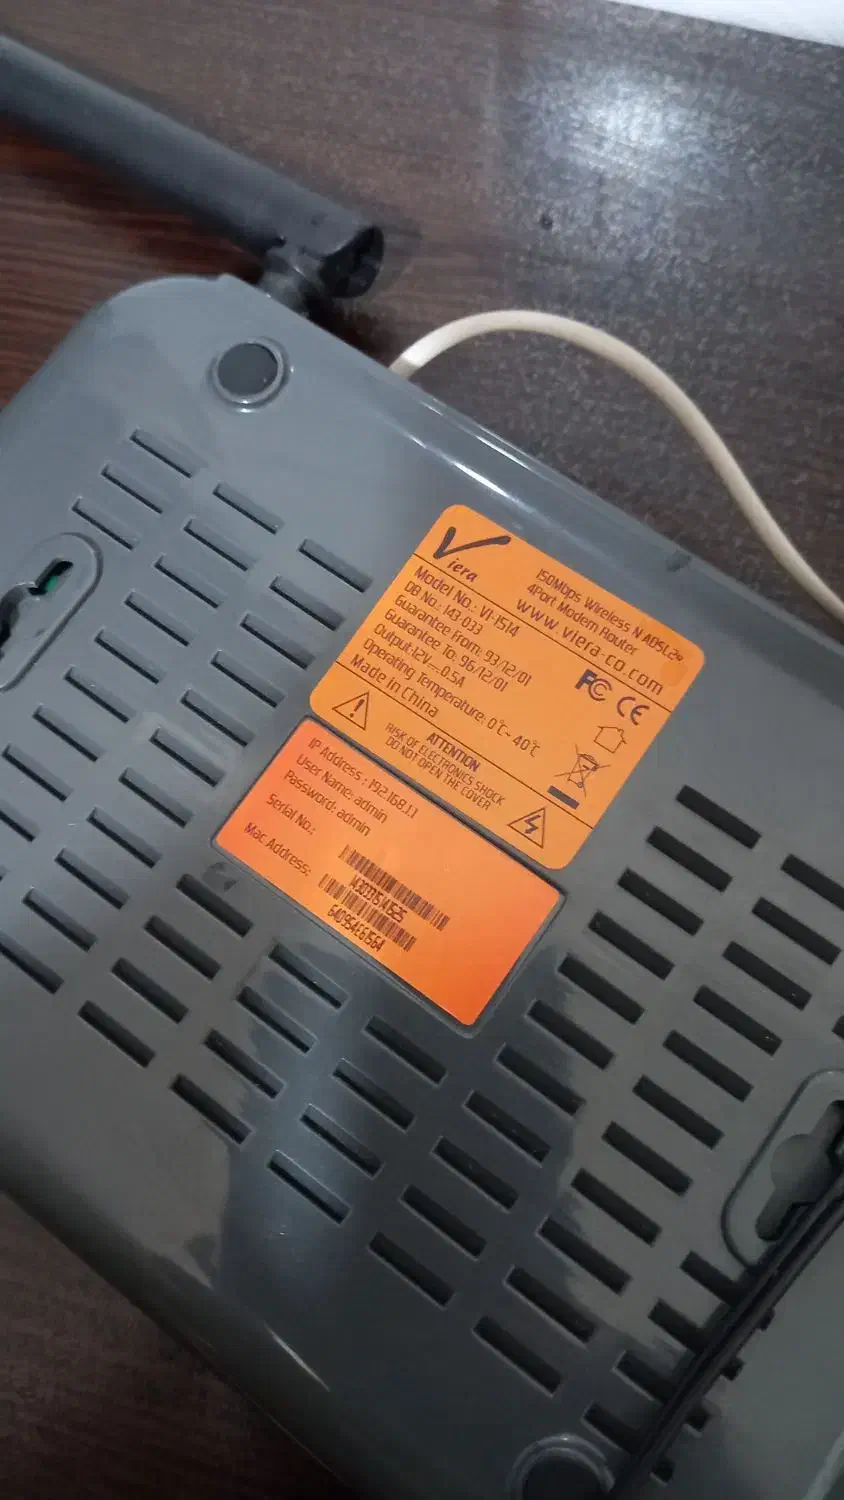 Viera
150Mbps Wireless N ADSL2+
4Port Modem Router
www.viera-co.com
Model No.: VI-1514
DB No.: 143-033
Guarantee From: 93/12/01
Guarantee To: 96/12/01
Output:12V 0.5A
Operating Temperature: 0°C~ 40°C
Made in China
FC CE
ATTENTION
RISK OF ELECTRONICS SHOCK
DO NOT OPEN THE COVER
IP Address : 192.168.1.1
User Name: admin
Password: admin
Serial No.:
Mac Address: